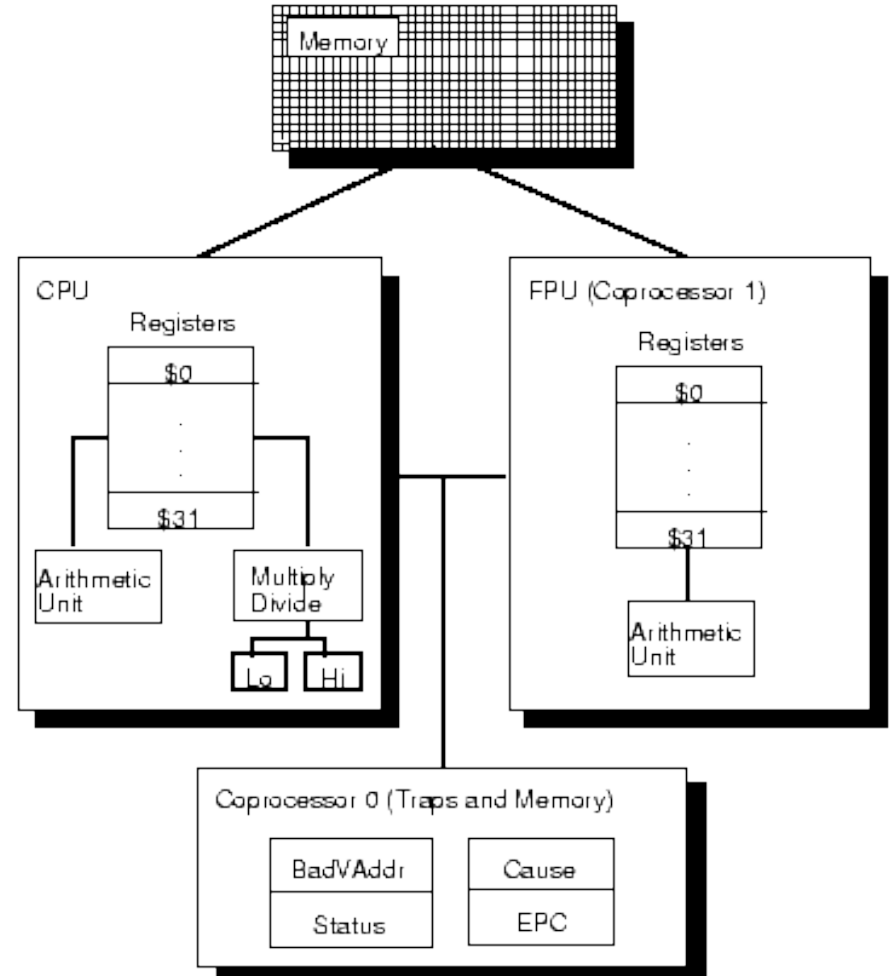 Memory
CPU
Registers
$0
.
.
.
$31
Arithmetic
Unit
Multiply
Divide
Lo
Hi
FPU (Coprocessor 1)
Registers
$0
.
.
.
$31
Arithmetic
Unit
Coprocessor 0 (Traps and Memory)
BadVAddr
Status
Cause
EPC